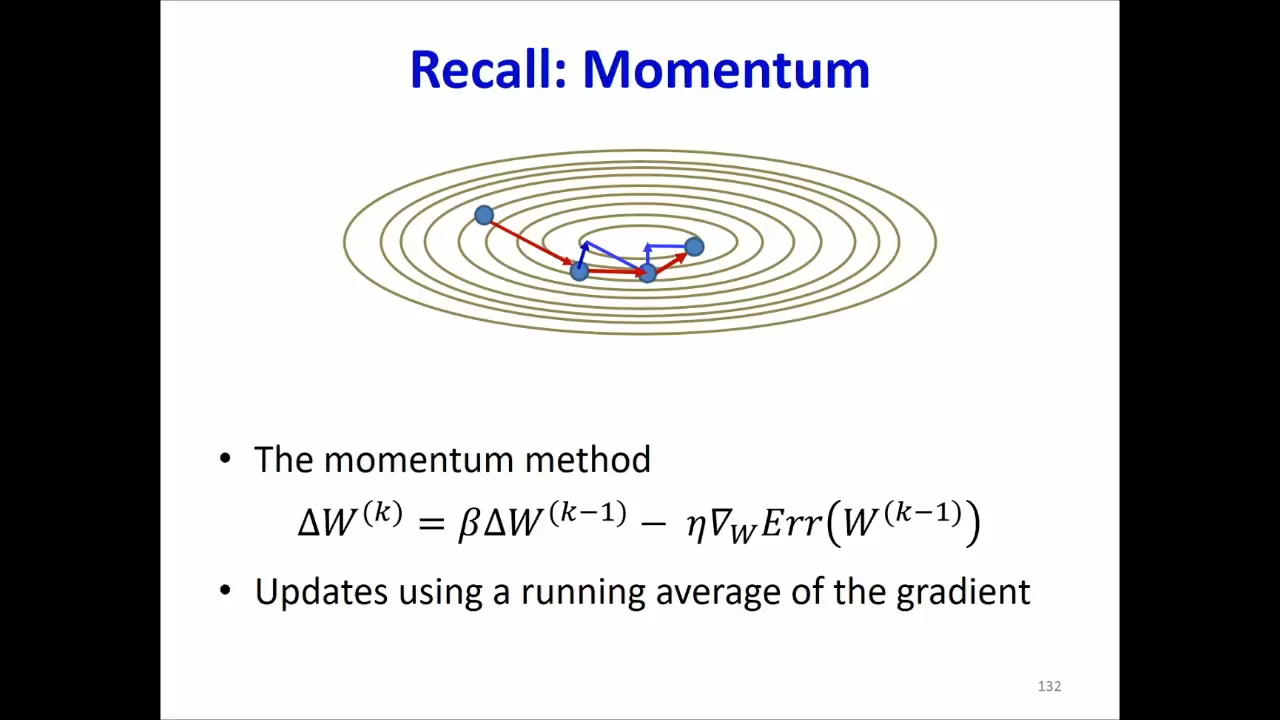 Recall: Momentum
• The momentum method
ΔW^(k) = βΔW^(k−1) − η∇_W Err(W^(k−1))
• Updates using a running average of the gradient
132